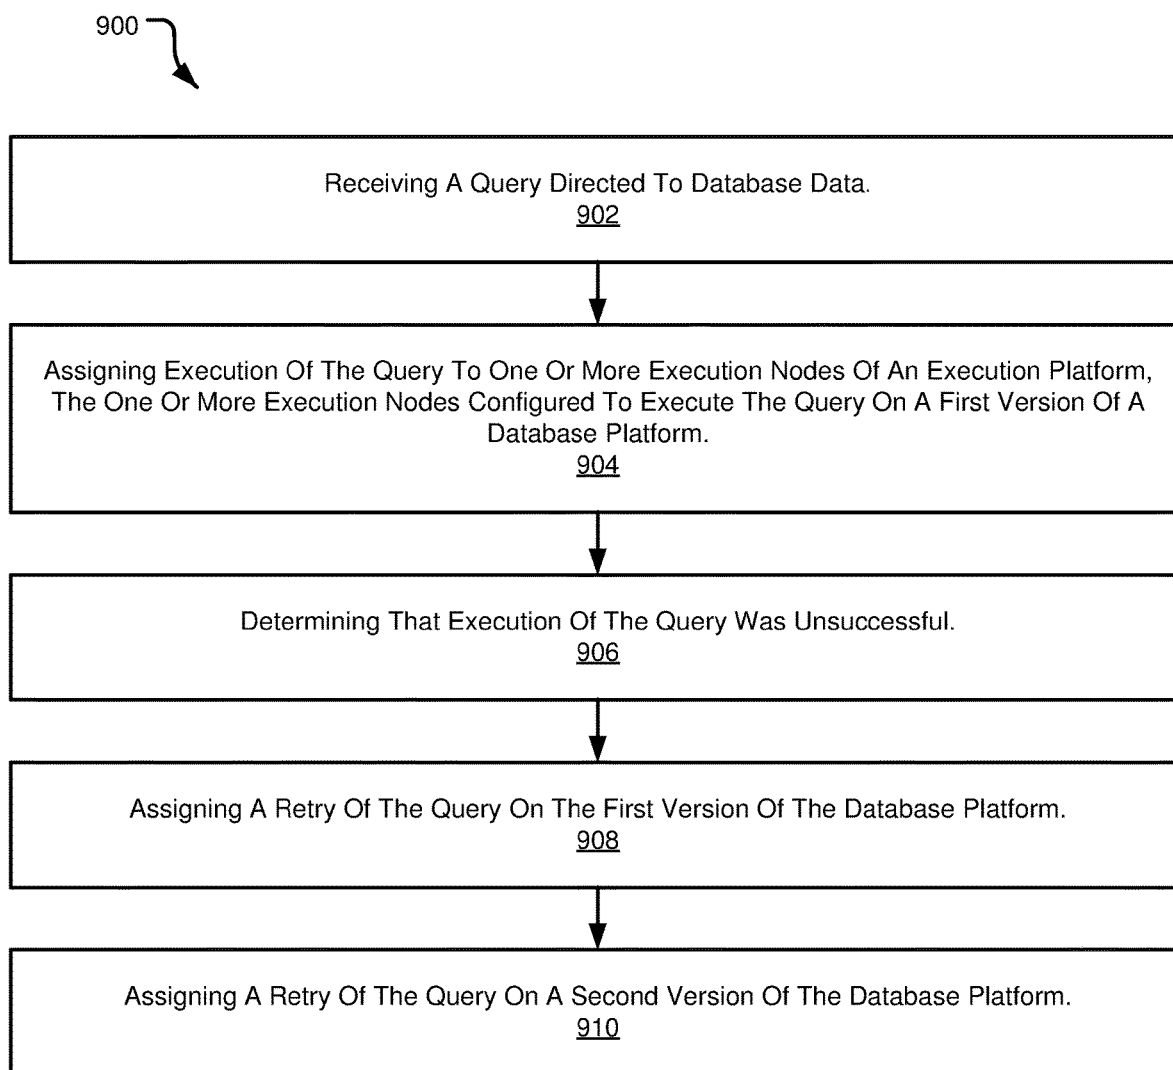 900
Receiving A Query Directed To Database Data.
902
Assigning Execution Of The Query To One Or More Execution Nodes Of An Execution Platform,
The One Or More Execution Nodes Configured To Execute The Query On A First Version Of A
Database Platform.
904
Determining That Execution Of The Query Was Unsuccessful.
906
Assigning A Retry Of The Query On The First Version Of The Database Platform.
908
Assigning A Retry Of The Query On A Second Version Of The Database Platform.
910